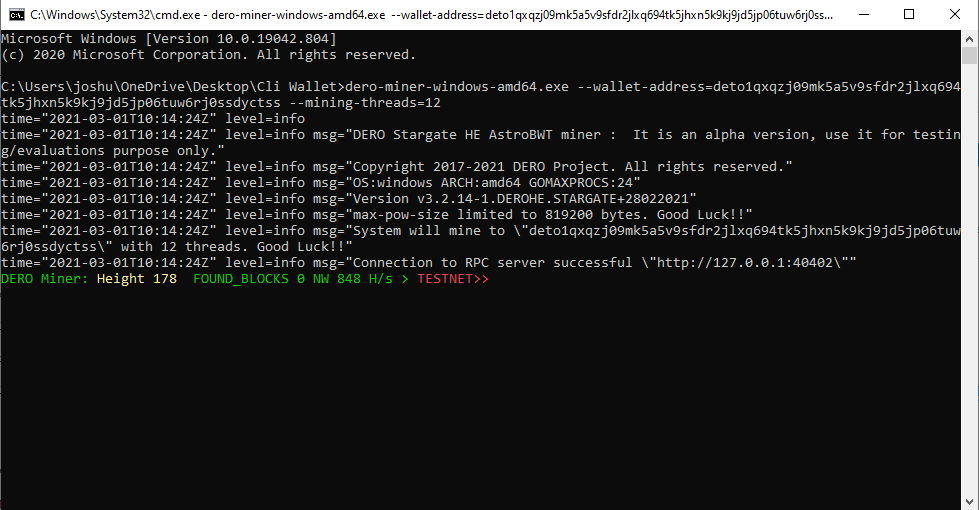 C:\Windows\System32\cmd.exe - dero-miner-windows-amd64.exe  --wallet-address=deto1qxqzj09mk5a5v9sfdr2jlxq694tk5jhxn5k9kj9jd5jp06tuw6rj0ss...
Microsoft Windows [Version 10.0.19042.804]
(c) 2020 Microsoft Corporation. All rights reserved.
C:\Users\joshu\OneDrive\Desktop\Cli Wallet>dero-miner-windows-amd64.exe --wallet-address=deto1qxqzj09mk5a5v9sfdr2jlxq694
tk5jhxn5k9kj9jd5jp06tuw6rj0ssdyctss --mining-threads=12
time="2021-03-01T10:14:24Z" level=info
time="2021-03-01T10:14:24Z" level=info msg="DERO Stargate HE AstroBWT miner :  It is an alpha version, use it for testin
g/evaluations purpose only."
time="2021-03-01T10:14:24Z" level=info msg="Copyright 2017-2021 DERO Project. All rights reserved."
time="2021-03-01T10:14:24Z" level=info msg="OS:windows ARCH:amd64 GOMAXPROCS:24"
time="2021-03-01T10:14:24Z" level=info msg="Version v3.2.14-1.DEROHE.STARGATE+28022021"
time="2021-03-01T10:14:24Z" level=info msg="max-pow-size limited to 819200 bytes. Good Luck!!"
time="2021-03-01T10:14:24Z" level=info msg="System will mine to \"deto1qxqzj09mk5a5v9sfdr2jlxq694tk5jhxn5k9kj9jd5jp06tuw
6rj0ssdyctss\" with 12 threads. Good Luck!!"
time="2021-03-01T10:14:24Z" level=info msg="Connection to RPC server successful \"http://127.0.0.1:40402\""
DERO Miner: Height 178  FOUND_BLOCKS 0 NW 848 H/s > TESTNET>>